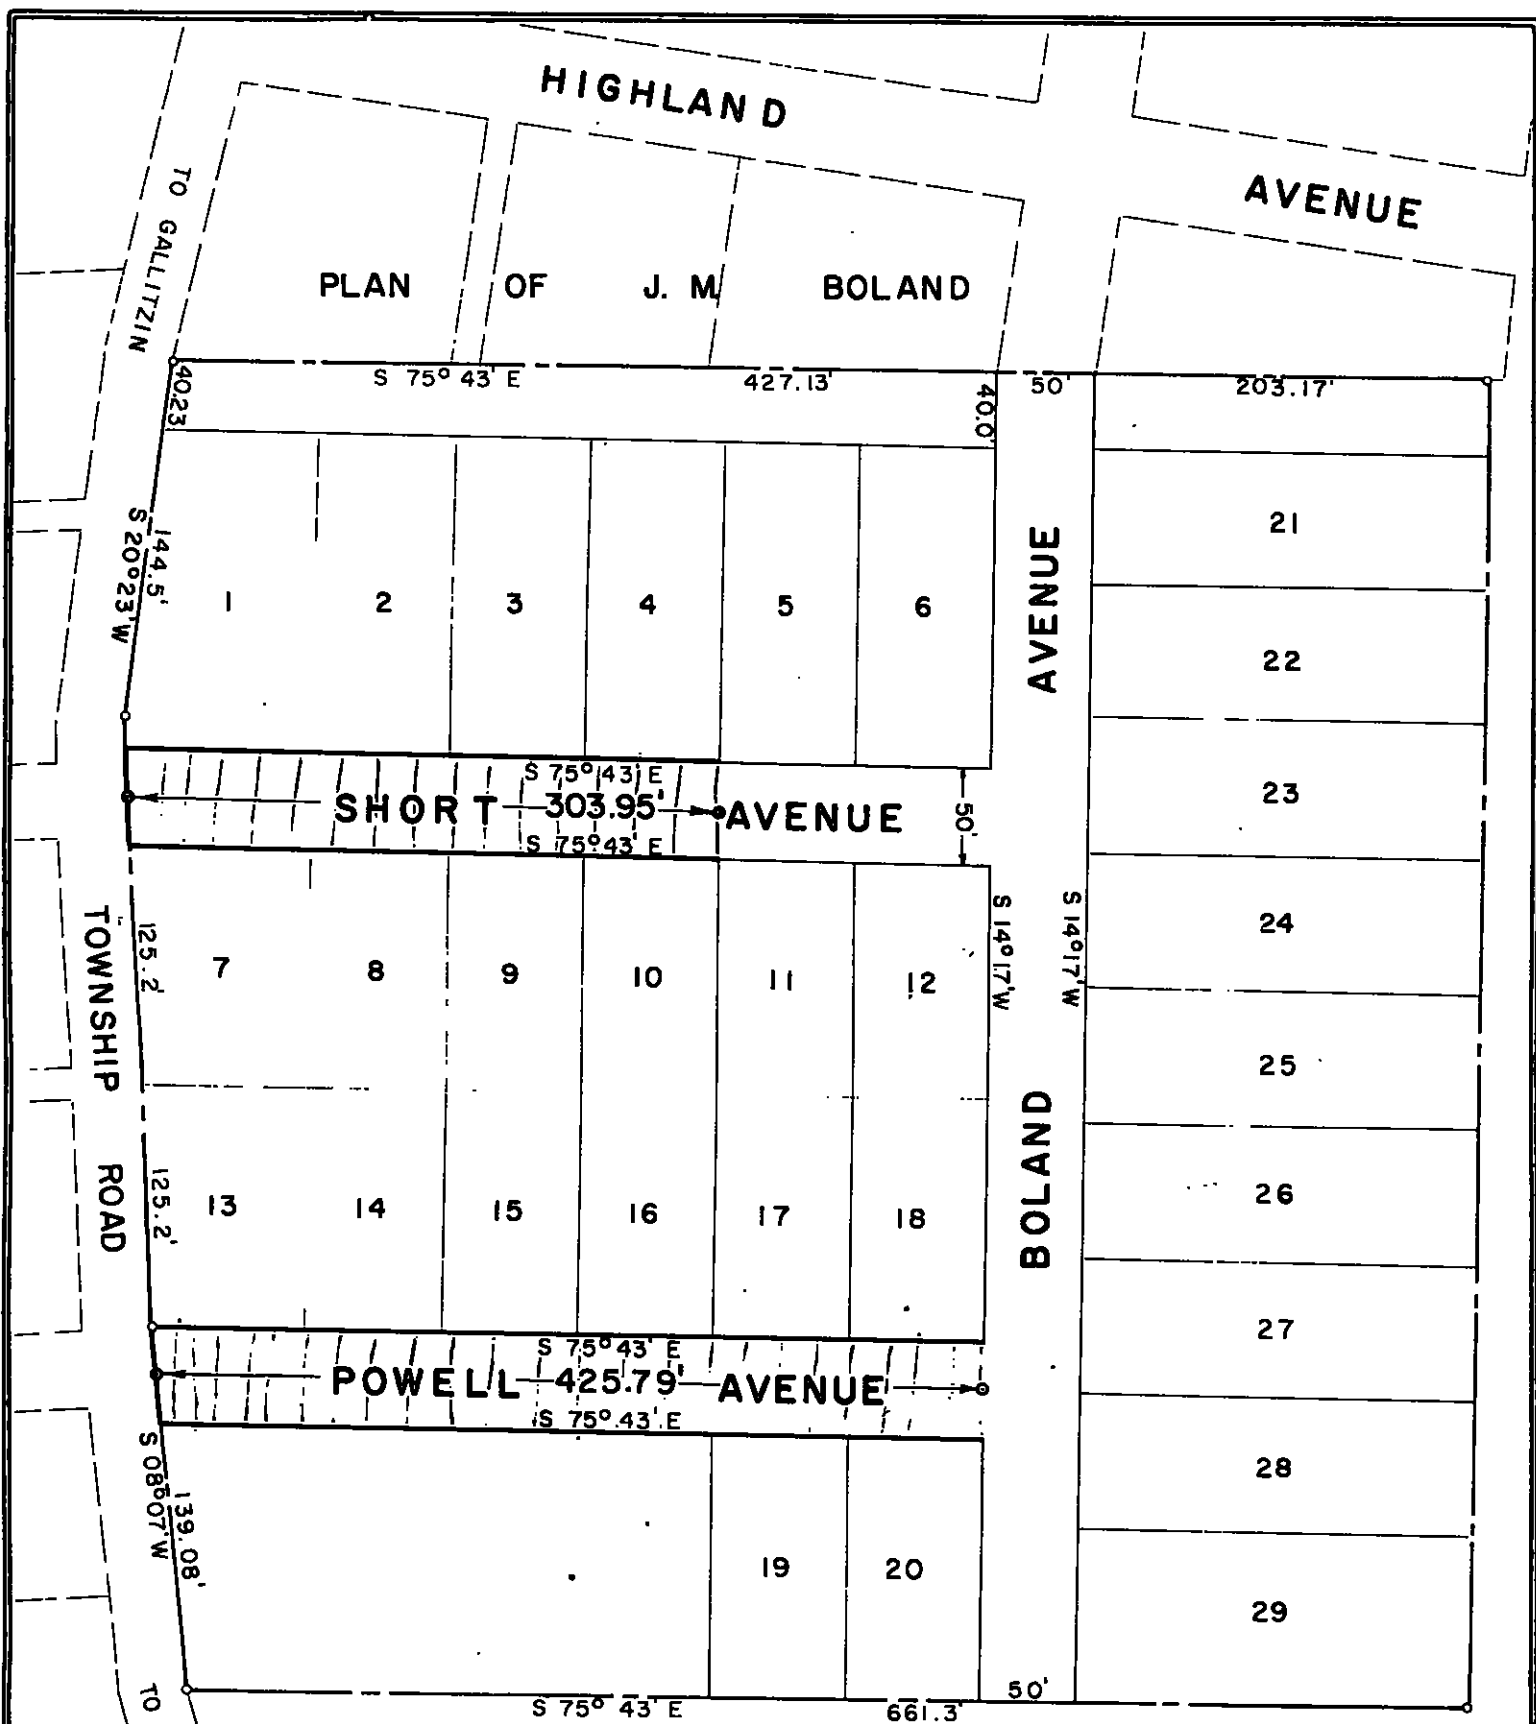 HIGHLAND
AVENUE
TO GALLITZIN
PLAN OF J. M. BOLAND
S 75° 43' E 427.13' 50' 203.17'
40.23
40.0'
144.5'
S 20° 23' W
1 2 3 4 5 6
AVENUE
21
22
23
S 75° 43' E
SHORT 303.95' AVENUE
S 75° 43' E
50'
TOWNSHIP ROAD
125.2'
7 8 9 10 11 12
S 14° 17' W
S 14° 17' W
24
25
125.2'
13 14 15 16 17 18
BOLAND
26
27
S 75° 43' E
POWELL 425.79' AVENUE
S 75° 43' E
S 08° 07' W
139.08'
28
19 20
29
TO
S 75° 43' E 661.3' 50'